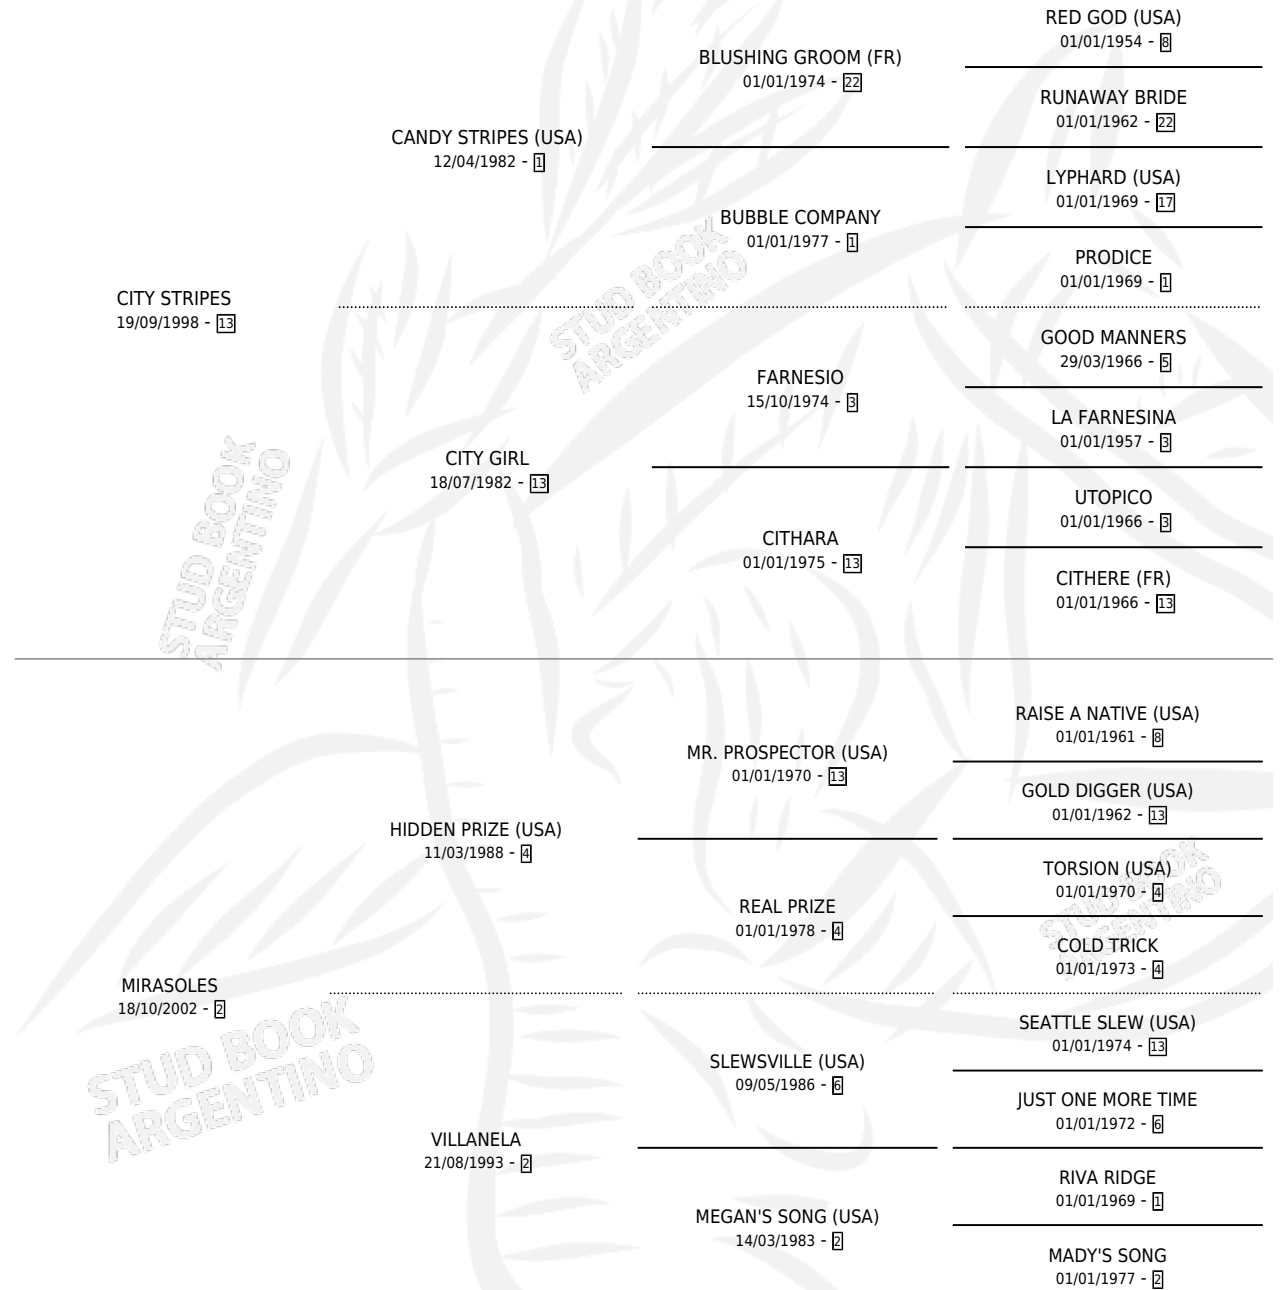 RED GOD (USA)
01/01/1954 - 8
BLUSHING GROOM (FR)
01/01/1974 - 22
RUNAWAY BRIDE
01/01/1962 - 22
CANDY STRIPES (USA)
12/04/1982 - 1
LYPHARD (USA)
01/01/1969 - 17
BUBBLE COMPANY
01/01/1977 - 1
PRODICE
01/01/1969 - 1
CITY STRIPES
19/09/1998 - 13
GOOD MANNERS
29/03/1966 - 5
FARNESIO
15/10/1974 - 3
LA FARNESINA
01/01/1957 - 3
CITY GIRL
18/07/1982 - 13
UTOPICO
01/01/1966 - 3
CITHARA
01/01/1975 - 13
CITHERE (FR)
01/01/1966 - 13
RAISE A NATIVE (USA)
01/01/1961 - 8
MR. PROSPECTOR (USA)
01/01/1970 - 13
GOLD DIGGER (USA)
01/01/1962 - 13
HIDDEN PRIZE (USA)
11/03/1988 - 4
TORSION (USA)
01/01/1970 - 4
REAL PRIZE
01/01/1978 - 4
COLD TRICK
01/01/1973 - 4
MIRASOLES
18/10/2002 - 2
SEATTLE SLEW (USA)
01/01/1974 - 13
SLEWSVILLE (USA)
09/05/1986 - 6
JUST ONE MORE TIME
01/01/1972 - 6
VILLANELA
21/08/1993 - 2
RIVA RIDGE
01/01/1969 - 1
MEGAN'S SONG (USA)
14/03/1983 - 2
MADY'S SONG
01/01/1977 - 2
STUD BOOK
ARGENTINO
STUD BOOK
ARGENTINO
STUD BOOK
ARGENTINO
STUD BOOK
ARGENTINO